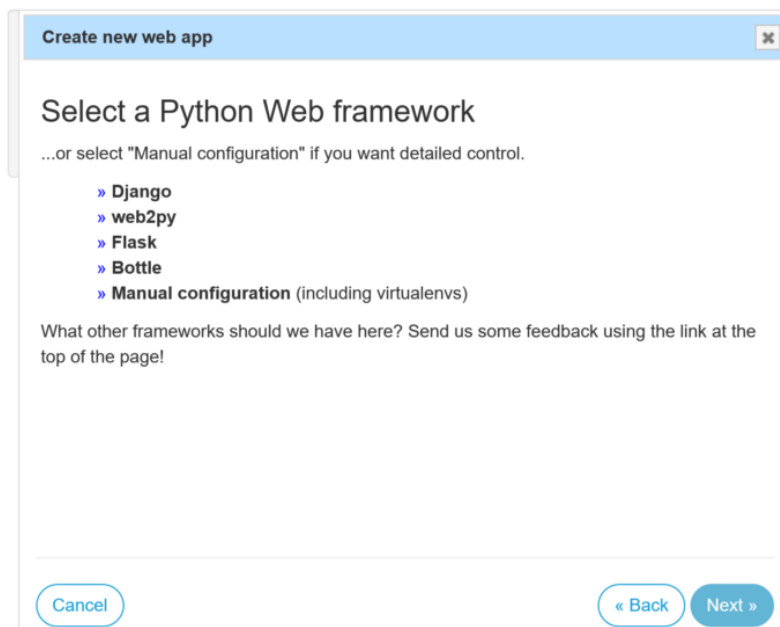 Create new web app
Select a Python Web framework
...or select "Manual configuration" if you want detailed control.
» Django
» web2py
» Flask
» Bottle
» Manual configuration (including virtualenvs)
What other frameworks should we have here? Send us some feedback using the link at the
top of the page!
Cancel
« Back
Next »